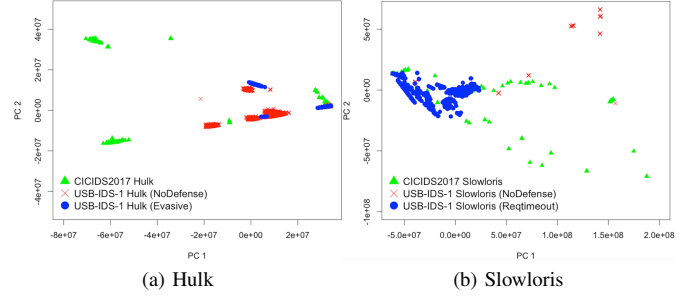 4e+07
2e+07
0e+00
−2e+07
−4e+07
PC 2
CICIDS2017 Hulk
USB-IDS-1 Hulk (NoDefense)
USB-IDS-1 Hulk (Evasive)
−8e+07 −6e+07 −4e+07 −2e+07 0e+00 2e+07
PC 1
(a) Hulk
5e+07
0e+00
−5e+07
−1e+08
PC 2
CICIDS2017 Slowloris
USB-IDS-1 Slowloris (NoDefense)
USB-IDS-1 Slowloris (Reqtimeout)
−5.0e+07 0.0e+00 5.0e+07 1.0e+08 1.5e+08 2.0e+08
PC 1
(b) Slowloris